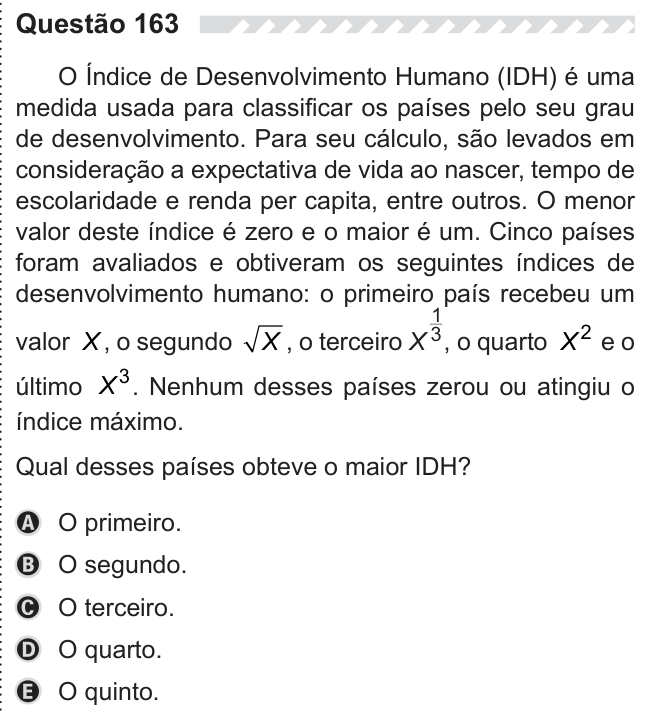 Questão 163
O Índice de Desenvolvimento Humano (IDH) é uma
medida usada para classificar os países pelo seu grau
de desenvolvimento. Para seu cálculo, são levados em
consideração a expectativa de vida ao nascer, tempo de
escolaridade e renda per capita, entre outros. O menor
valor deste índice é zero e o maior é um. Cinco países
foram avaliados e obtiveram os seguintes índices de
desenvolvimento humano: o primeiro país recebeu um
valor X, o segundo √X, o terceiro X^(1/3), o quarto X² e o
último X³. Nenhum desses países zerou ou atingiu o
índice máximo.
Qual desses países obteve o maior IDH?
A O primeiro.
B O segundo.
C O terceiro.
D O quarto.
E O quinto.